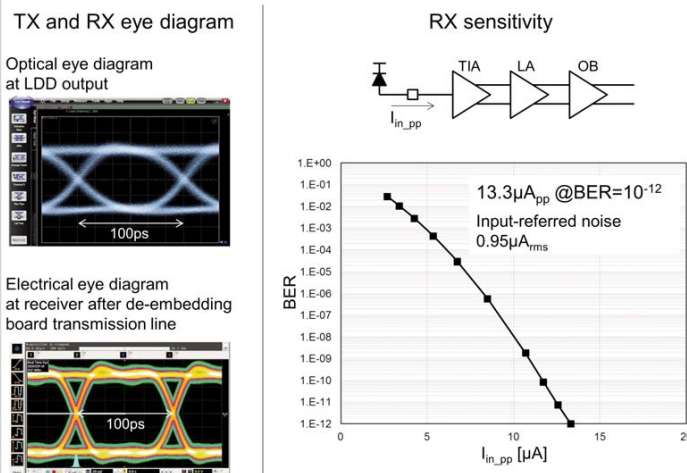 TX and RX eye diagram
Optical eye diagram
at LDD output
100ps
Electrical eye diagram
at receiver after de-embedding
board transmission line
100ps
RX sensitivity
TIA
LA
OB
Iin_pp
1.E+00
1.E-01
1.E-02
1.E-03
1.E-04
1.E-05
1.E-06
1.E-07
1.E-08
1.E-09
1.E-10
1.E-11
1.E-12
BER
13.3µApp @BER=10-12
Input-referred noise
0.95µArms
0
5
10
15
Iin_pp [µA]